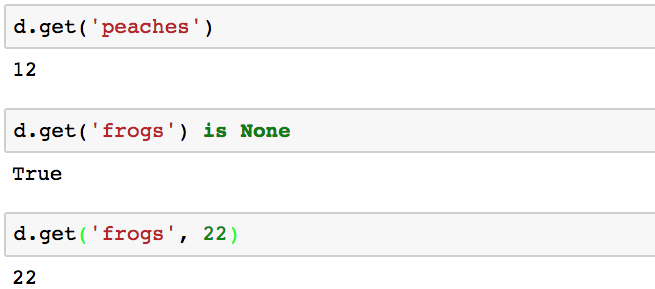 d.get('peaches')
12
d.get('frogs') is None
True
d.get('frogs', 22)
22